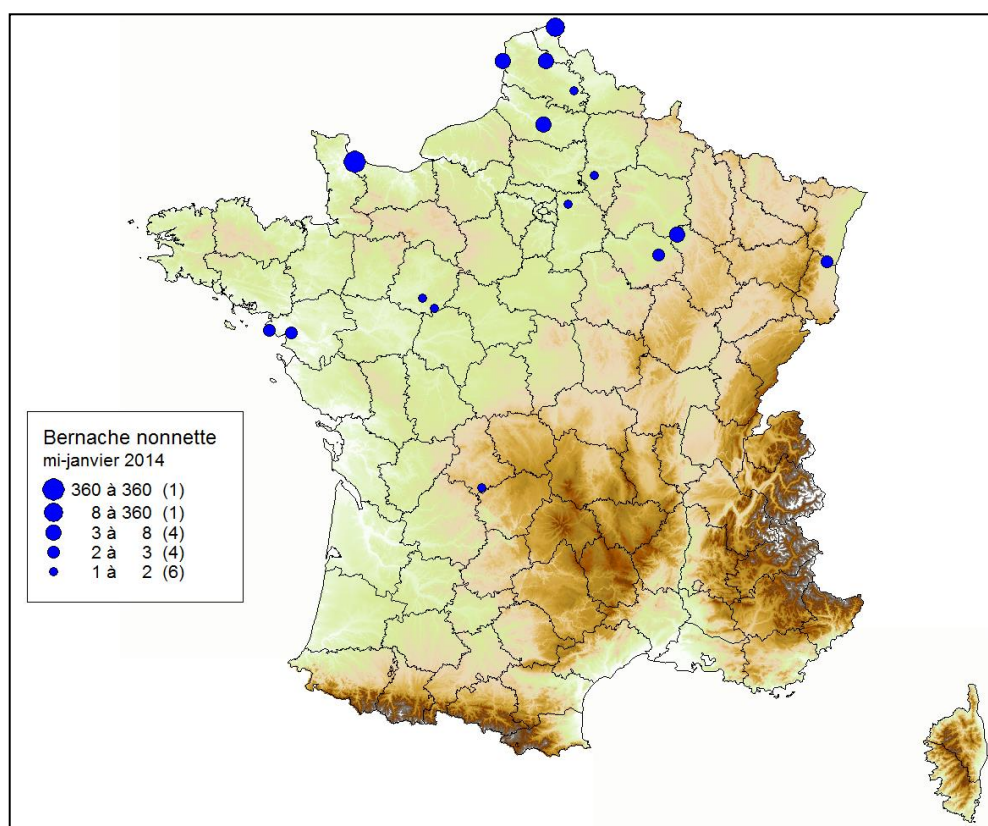 Bernache nonnette
mi-janvier 2014
360 à 360 (1)
8 à 360 (1)
3 à 8 (4)
2 à 3 (4)
1 à 2 (6)